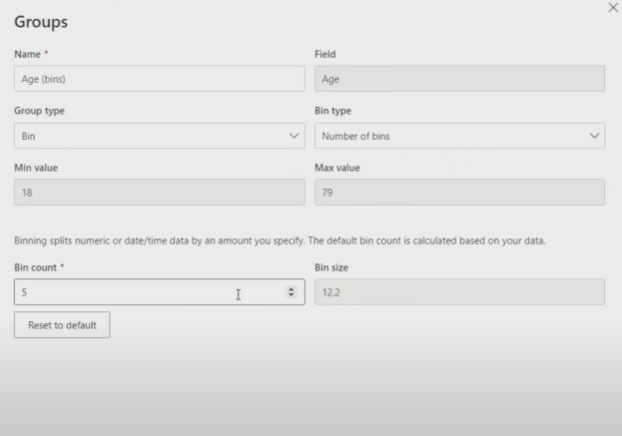 Groups
Name *
Field
Age (bins)
Age
Group type
Bin type
Bin
Number of bins
Min value
Max value
18
79
Binning splits numeric or date/time data by an amount you specify. The default bin count is calculated based on your data.
Bin count *
Bin size
5
12.2
Reset to default